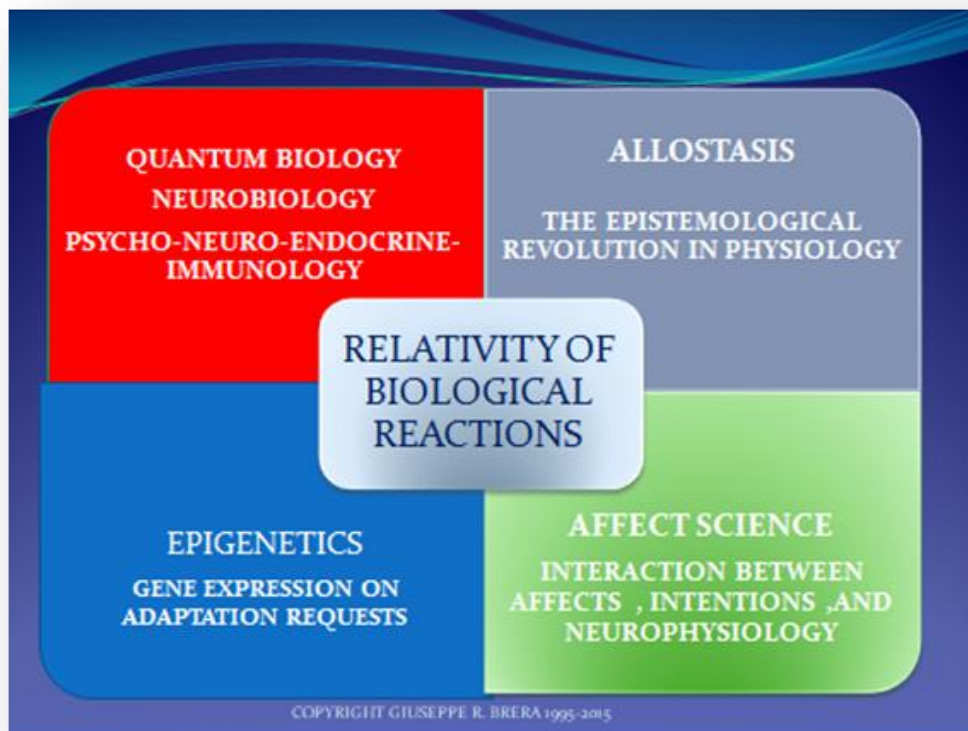 QUANTUM BIOLOGY
NEUROBIOLOGY
PSYCHO-NEURO-ENDOCRINE-
IMMUNOLOGY
ALLOSTASIS
THE EPISTEMOLOGICAL
REVOLUTION IN PHYSIOLOGY
RELATIVITY OF
BIOLOGICAL
REACTIONS
EPIGENETICS
GENE EXPRESSION ON
ADAPTATION REQUESTS
AFFECT SCIENCE
INTERACTION BETWEEN
AFFECTS , INTENTIONS ,AND
NEUROPHYSIOLOGY
COPYRIGHT GIUSEPPE R. BRERA 1995-2015